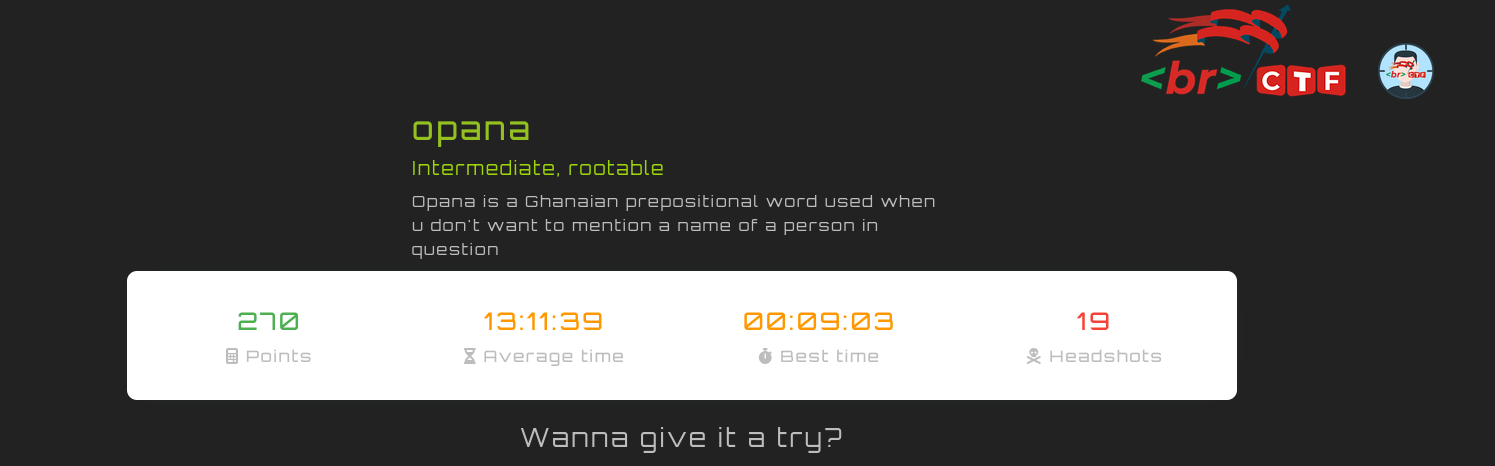 <br> CTF
<br> CTF
opana
Intermediate, rootable
Opana is a Ghanaian prepositional word used when
u don't want to mention a name of a person in
question
270 13:11:39 00:09:03 19
Points Average time Best time Headshots
Wanna give it a try?